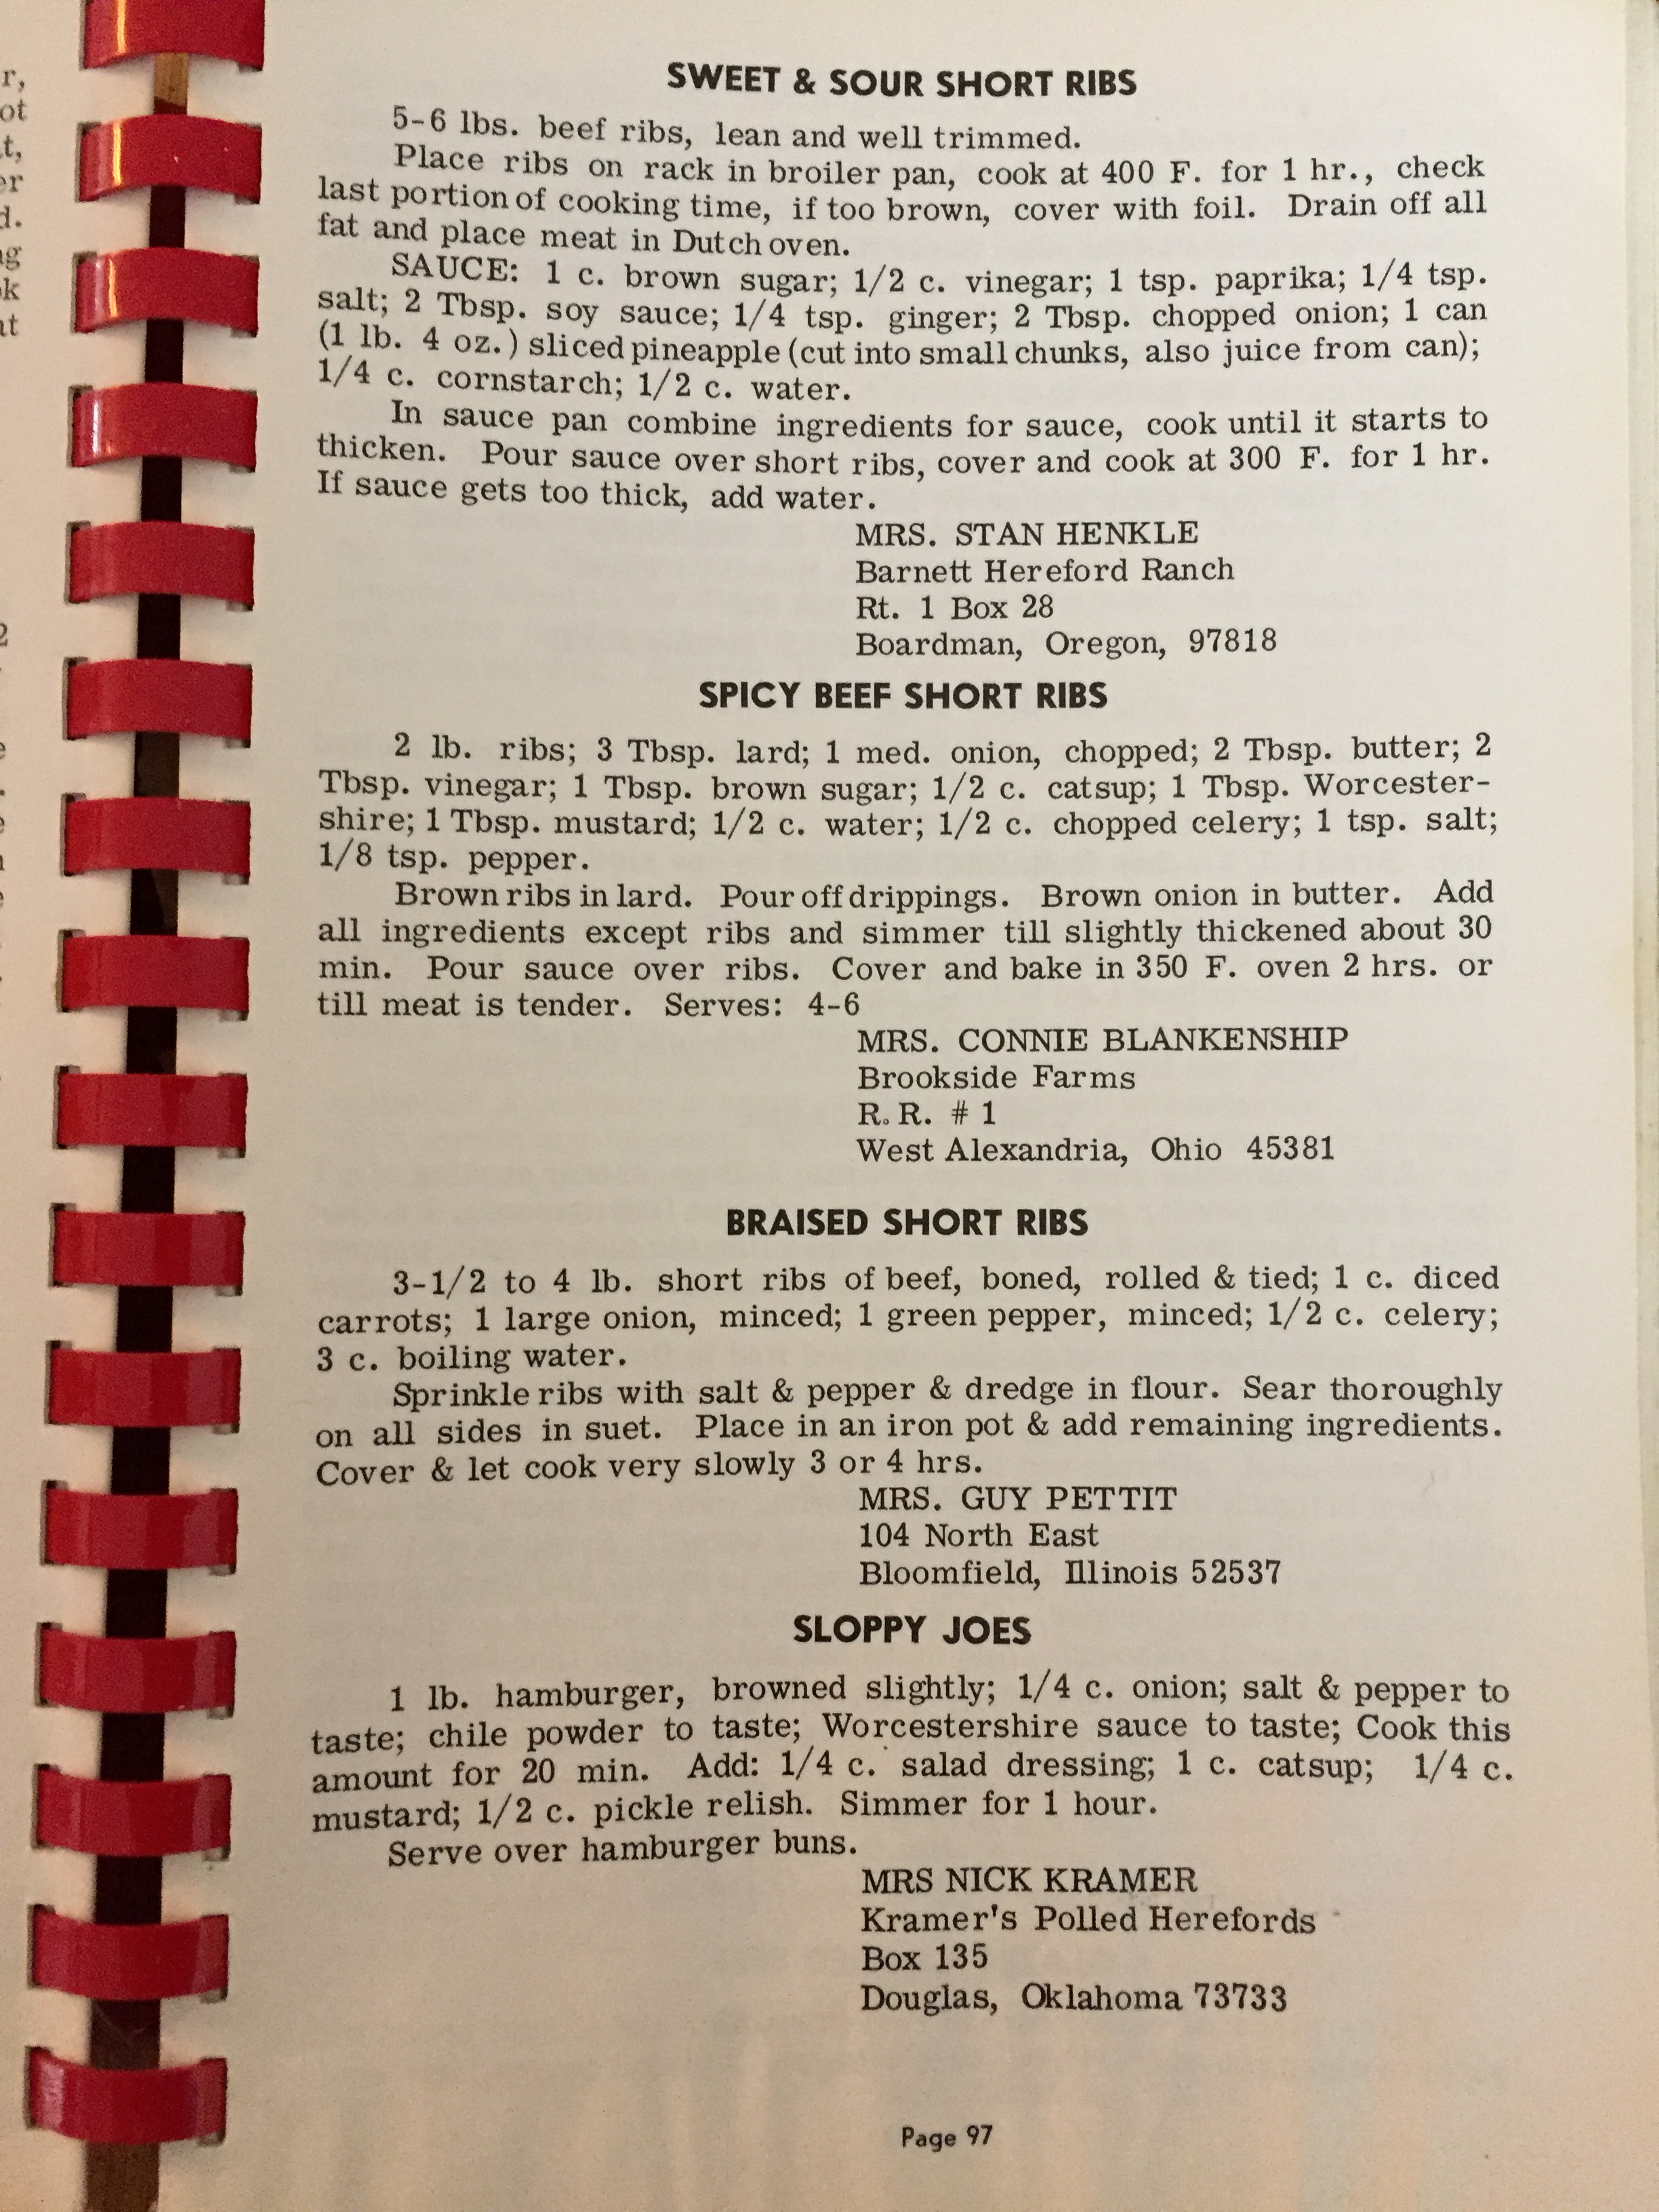 r,
ot
t,
er
d.
ng
ok
at
2
e
.
e
n
e
.
SWEET & SOUR SHORT RIBS
5-6 lbs. beef ribs, lean and well trimmed.
Place ribs on rack in broiler pan, cook at 400 F. for 1 hr., check
last portion of cooking time, if too brown, cover with foil. Drain off all
fat and place meat in Dutch oven.
SAUCE: 1 c. brown sugar; 1/2 c. vinegar; 1 tsp. paprika; 1/4 tsp.
salt; 2 Tbsp. soy sauce; 1/4 tsp. ginger; 2 Tbsp. chopped onion; 1 can
(1 lb. 4 oz.) sliced pineapple (cut into small chunks, also juice from can);
1/4 c. cornstarch; 1/2 c. water.
In sauce pan combine ingredients for sauce, cook until it starts to
thicken. Pour sauce over short ribs, cover and cook at 300 F. for 1 hr.
If sauce gets too thick, add water.
MRS. STAN HENKLE
Barnett Hereford Ranch
Rt. 1 Box 28
Boardman, Oregon, 97818
SPICY BEEF SHORT RIBS
2 lb. ribs; 3 Tbsp. lard; 1 med. onion, chopped; 2 Tbsp. butter; 2
Tbsp. vinegar; 1 Tbsp. brown sugar; 1/2 c. catsup; 1 Tbsp. Worcester-
shire; 1 Tbsp. mustard; 1/2 c. water; 1/2 c. chopped celery; 1 tsp. salt;
1/8 tsp. pepper.
Brown ribs in lard. Pour off drippings. Brown onion in butter. Add
all ingredients except ribs and simmer till slightly thickened about 30
min. Pour sauce over ribs. Cover and bake in 350 F. oven 2 hrs. or
till meat is tender. Serves: 4-6
MRS. CONNIE BLANKENSHIP
Brookside Farms
R. R. # 1
West Alexandria, Ohio 45381
BRAISED SHORT RIBS
3-1/2 to 4 lb. short ribs of beef, boned, rolled & tied; 1 c. diced
carrots; 1 large onion, minced; 1 green pepper, minced; 1/2 c. celery;
3 c. boiling water.
Sprinkle ribs with salt & pepper & dredge in flour. Sear thoroughly
on all sides in suet. Place in an iron pot & add remaining ingredients.
Cover & let cook very slowly 3 or 4 hrs.
MRS. GUY PETTIT
104 North East
Bloomfield, Illinois 52537
SLOPPY JOES
1 lb. hamburger, browned slightly; 1/4 c. onion; salt & pepper to
taste; chile powder to taste; Worcestershire sauce to taste; Cook this
amount for 20 min. Add: 1/4 c. salad dressing; 1 c. catsup; 1/4 c.
mustard; 1/2 c. pickle relish. Simmer for 1 hour.
Serve over hamburger buns.
MRS NICK KRAMER
Kramer's Polled Herefords
Box 135
Douglas, Oklahoma 73733
Page 97